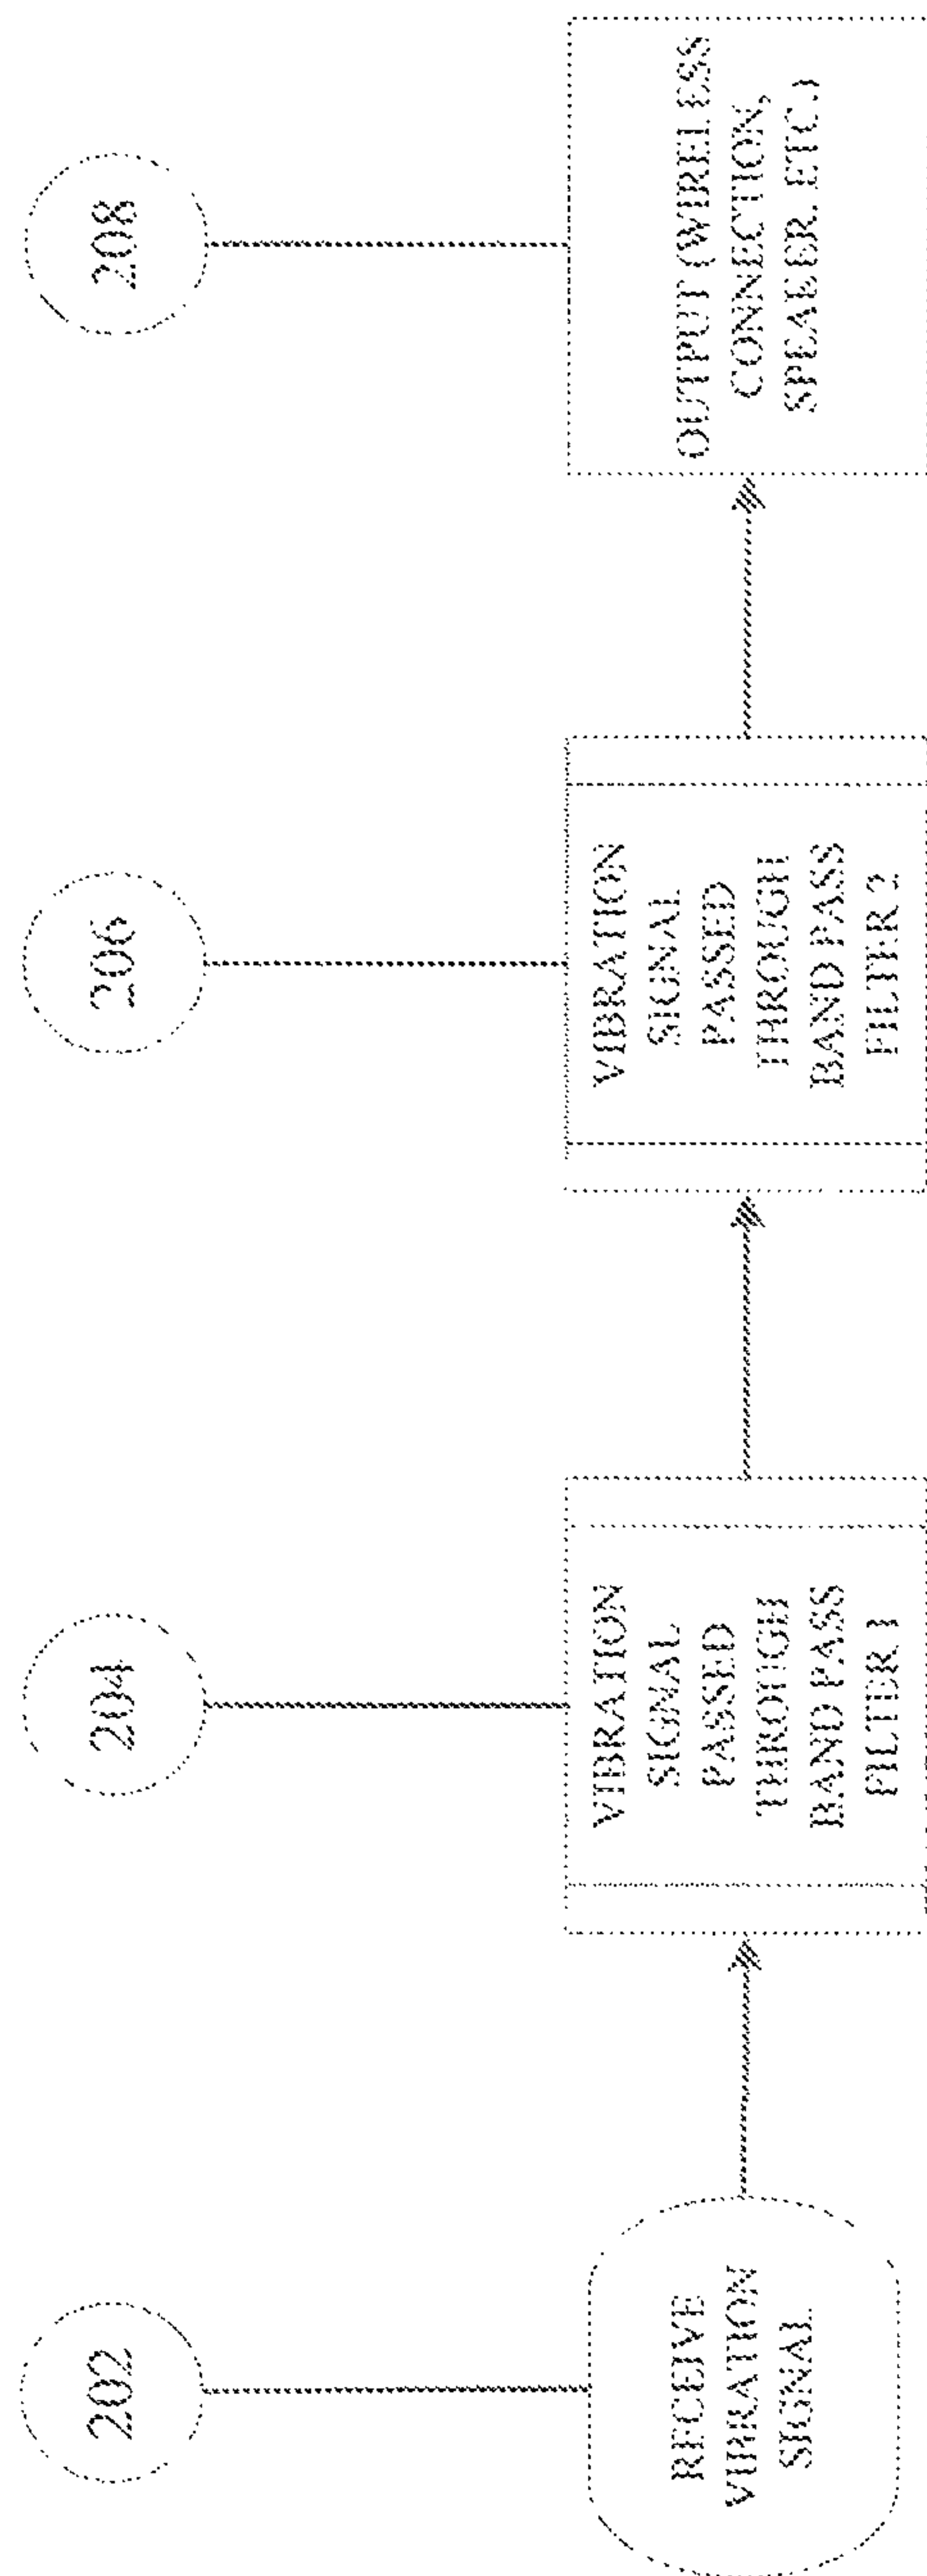 202
204
206
208
RECEIVE
VIBRATION
SIGNAL
VIBRATION
SIGNAL
PASSED
THROUGH
BAND PASS
FILTER 1
VIBRATION
SIGNAL
PASSED
THROUGH
BAND PASS
FILTER 2
OUTPUT (WIRELESS
CONNECTION,
SPEAKER, ETC.)